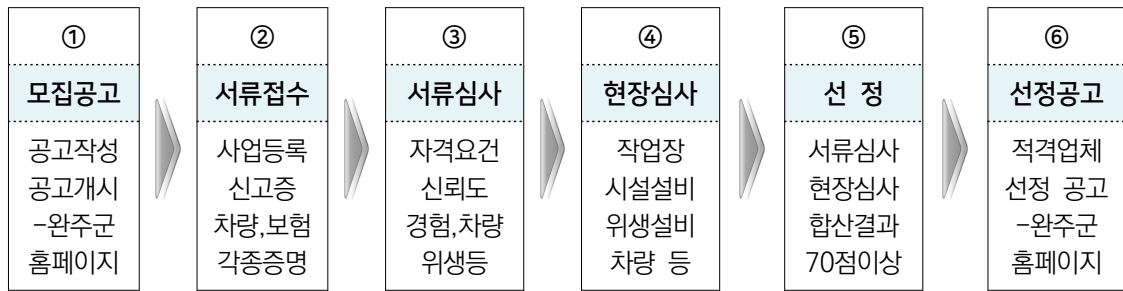 ①
모집공고
공고작성
공고개시
-완주군
홈페이지
②
서류접수
사업등록
신고증
차량,보험
각종증명
③
서류심사
자격요건
신뢰도
경험,차량
위생등
④
현장심사
작업장
시설설비
위생설비
차량 등
⑤
선 정
서류심사
현장심사
합산결과
70점이상
⑥
선정공고
적격업체
선정 공고
-완주군
홈페이지